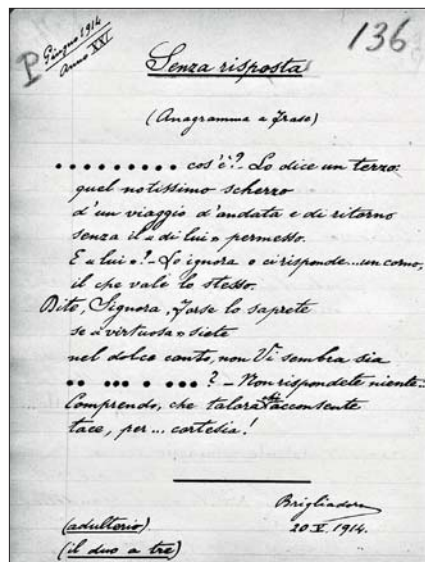 P
Giugno 1914
Anno XXI
136
Senza risposta
(Anagramma a frase)
• • • • • • • • • cos'è? - Lo dice un terzo:
quel notissimo scherzo
d'un viaggio d'andata e di ritorno
senza il «di lui» permesso.
E «lui»? - Lo ignora o ci risponde... un corno,
il che vale lo stesso.
Dite, Signora, forse lo saprete
se «virtuosa» siete
nel dolce canto, non Vi sembra sia
•• ••• • •••? - Non rispondete niente...
Comprendo, che talora chi acconsente
tace, per... cortesia!
Brigliadoro
20 V. 1914.
(adulterio)
(il duo a tre)